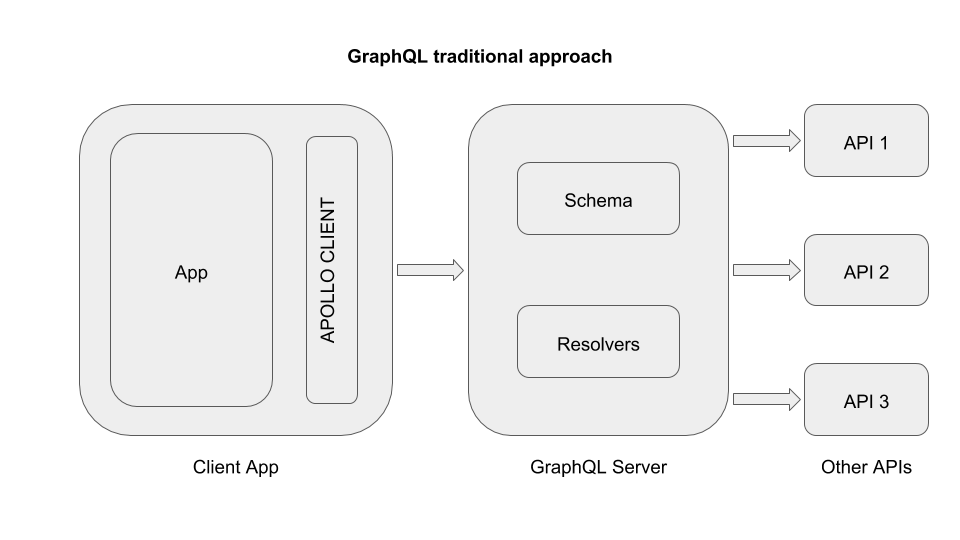 GraphQL traditional approach
App
APOLLO CLIENT
Client App
Schema
Resolvers
GraphQL Server
API 1
API 2
API 3
Other APIs